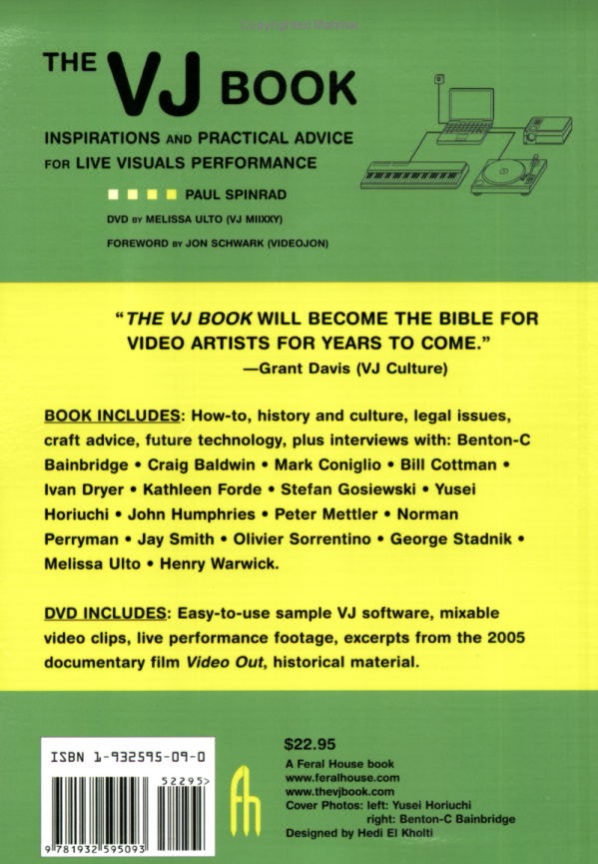 Copyrighted Material
THE VJ BOOK
INSPIRATIONS AND PRACTICAL ADVICE
FOR LIVE VISUALS PERFORMANCE
PAUL SPINRAD
DVD BY MELISSA ULTO (VJ MIIXXY)
FOREWORD BY JON SCHWARK (VIDEOJON)
“THE VJ BOOK WILL BECOME THE BIBLE FOR
VIDEO ARTISTS FOR YEARS TO COME.”
—Grant Davis (VJ Culture)
BOOK INCLUDES: How-to, history and culture, legal issues,
craft advice, future technology, plus interviews with: Benton-C
Bainbridge • Craig Baldwin • Mark Coniglio • Bill Cottman •
Ivan Dryer • Kathleen Forde • Stefan Gosiewski • Yusei
Horiuchi • John Humphries • Peter Mettler • Norman
Perryman • Jay Smith • Olivier Sorrentino • George Stadnik •
Melissa Ulto • Henry Warwick.
DVD INCLUDES: Easy-to-use sample VJ software, mixable
video clips, live performance footage, excerpts from the 2005
documentary film Video Out, historical material.
ISBN 1-932595-09-0
52295>
9 781932 595093
fh
$22.95
A Feral House book
www.feralhouse.com
www.thevjbook.com
Cover Photos: left: Yusei Horiuchi
right: Benton-C Bainbridge
Designed by Hedi El Kholti